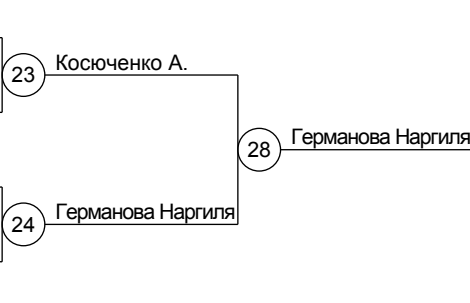 23
Косюченко А.
28
Германова Наргиля
24
Германова Наргиля